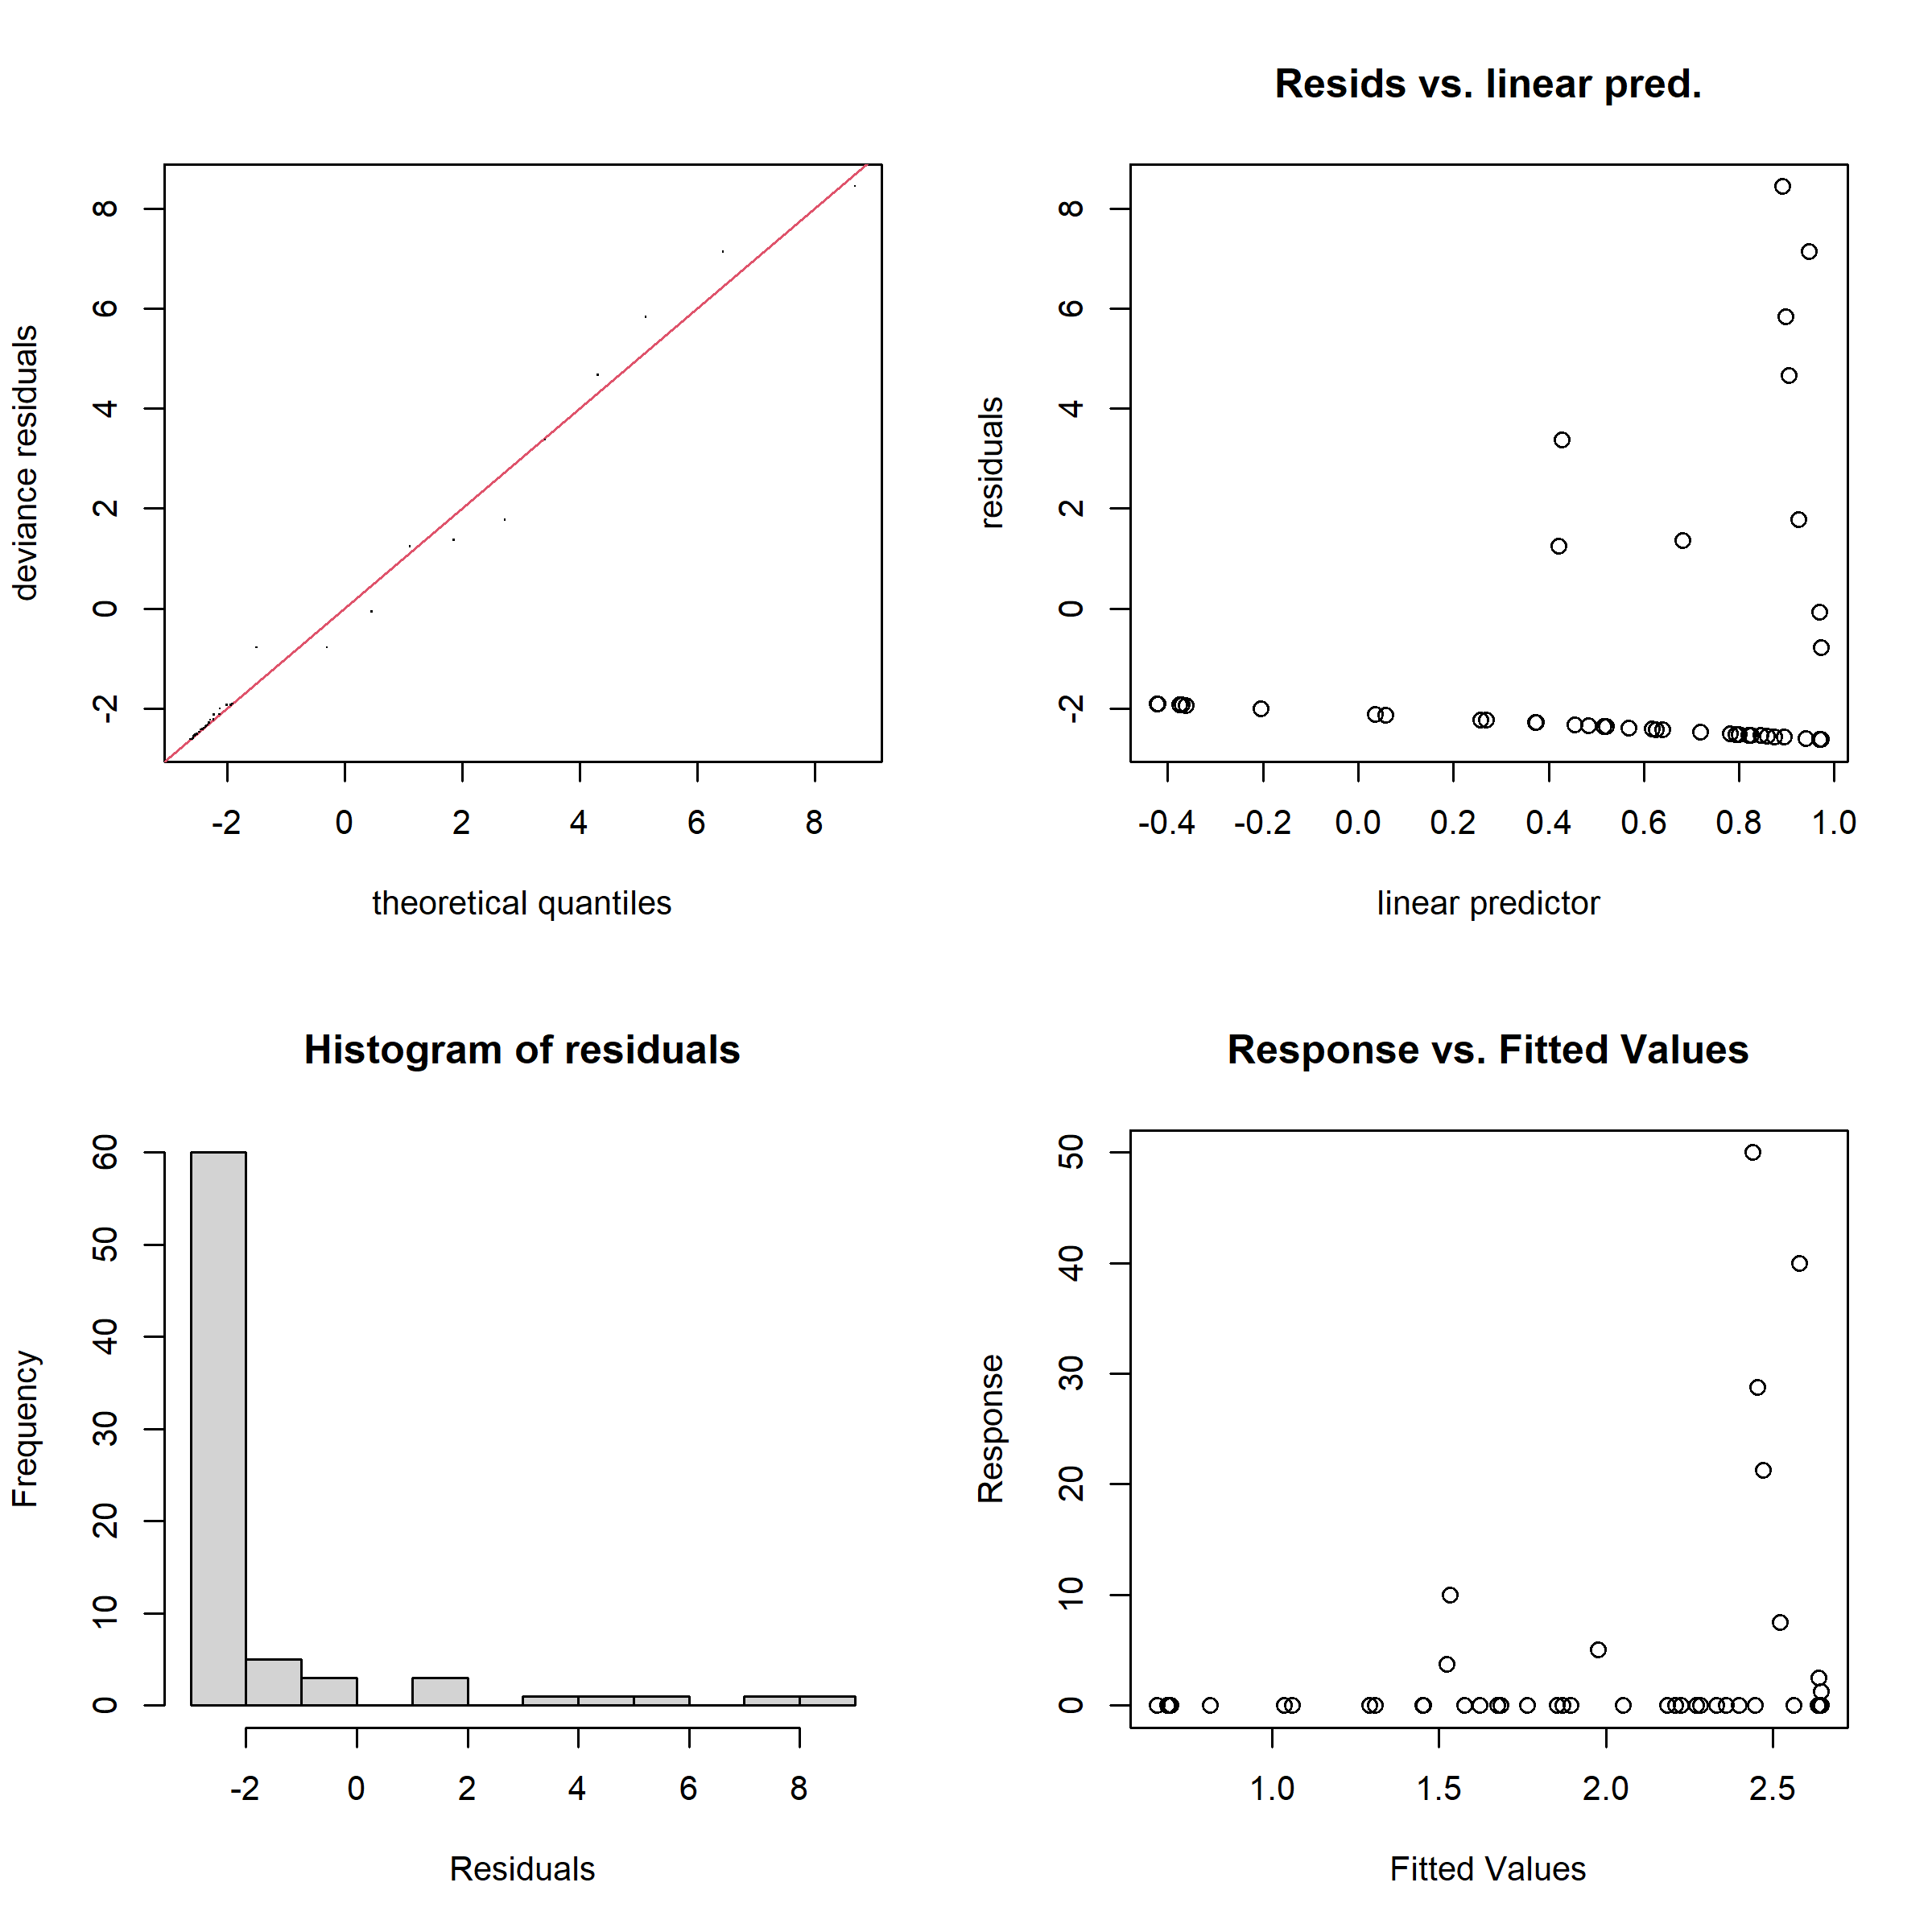 deviance residuals
8
6
4
2
0
-2
-2 0 2 4 6 8
theoretical quantiles
Resids vs. linear pred.
residuals
8
6
4
2
0
-2
-0.4 -0.2 0.0 0.2 0.4 0.6 0.8 1.0
linear predictor
Histogram of residuals
Frequency
60
50
40
30
20
10
0
-2 0 2 4 6 8
Residuals
Response vs. Fitted Values
Response
50
40
30
20
10
0
1.0 1.5 2.0 2.5
Fitted Values